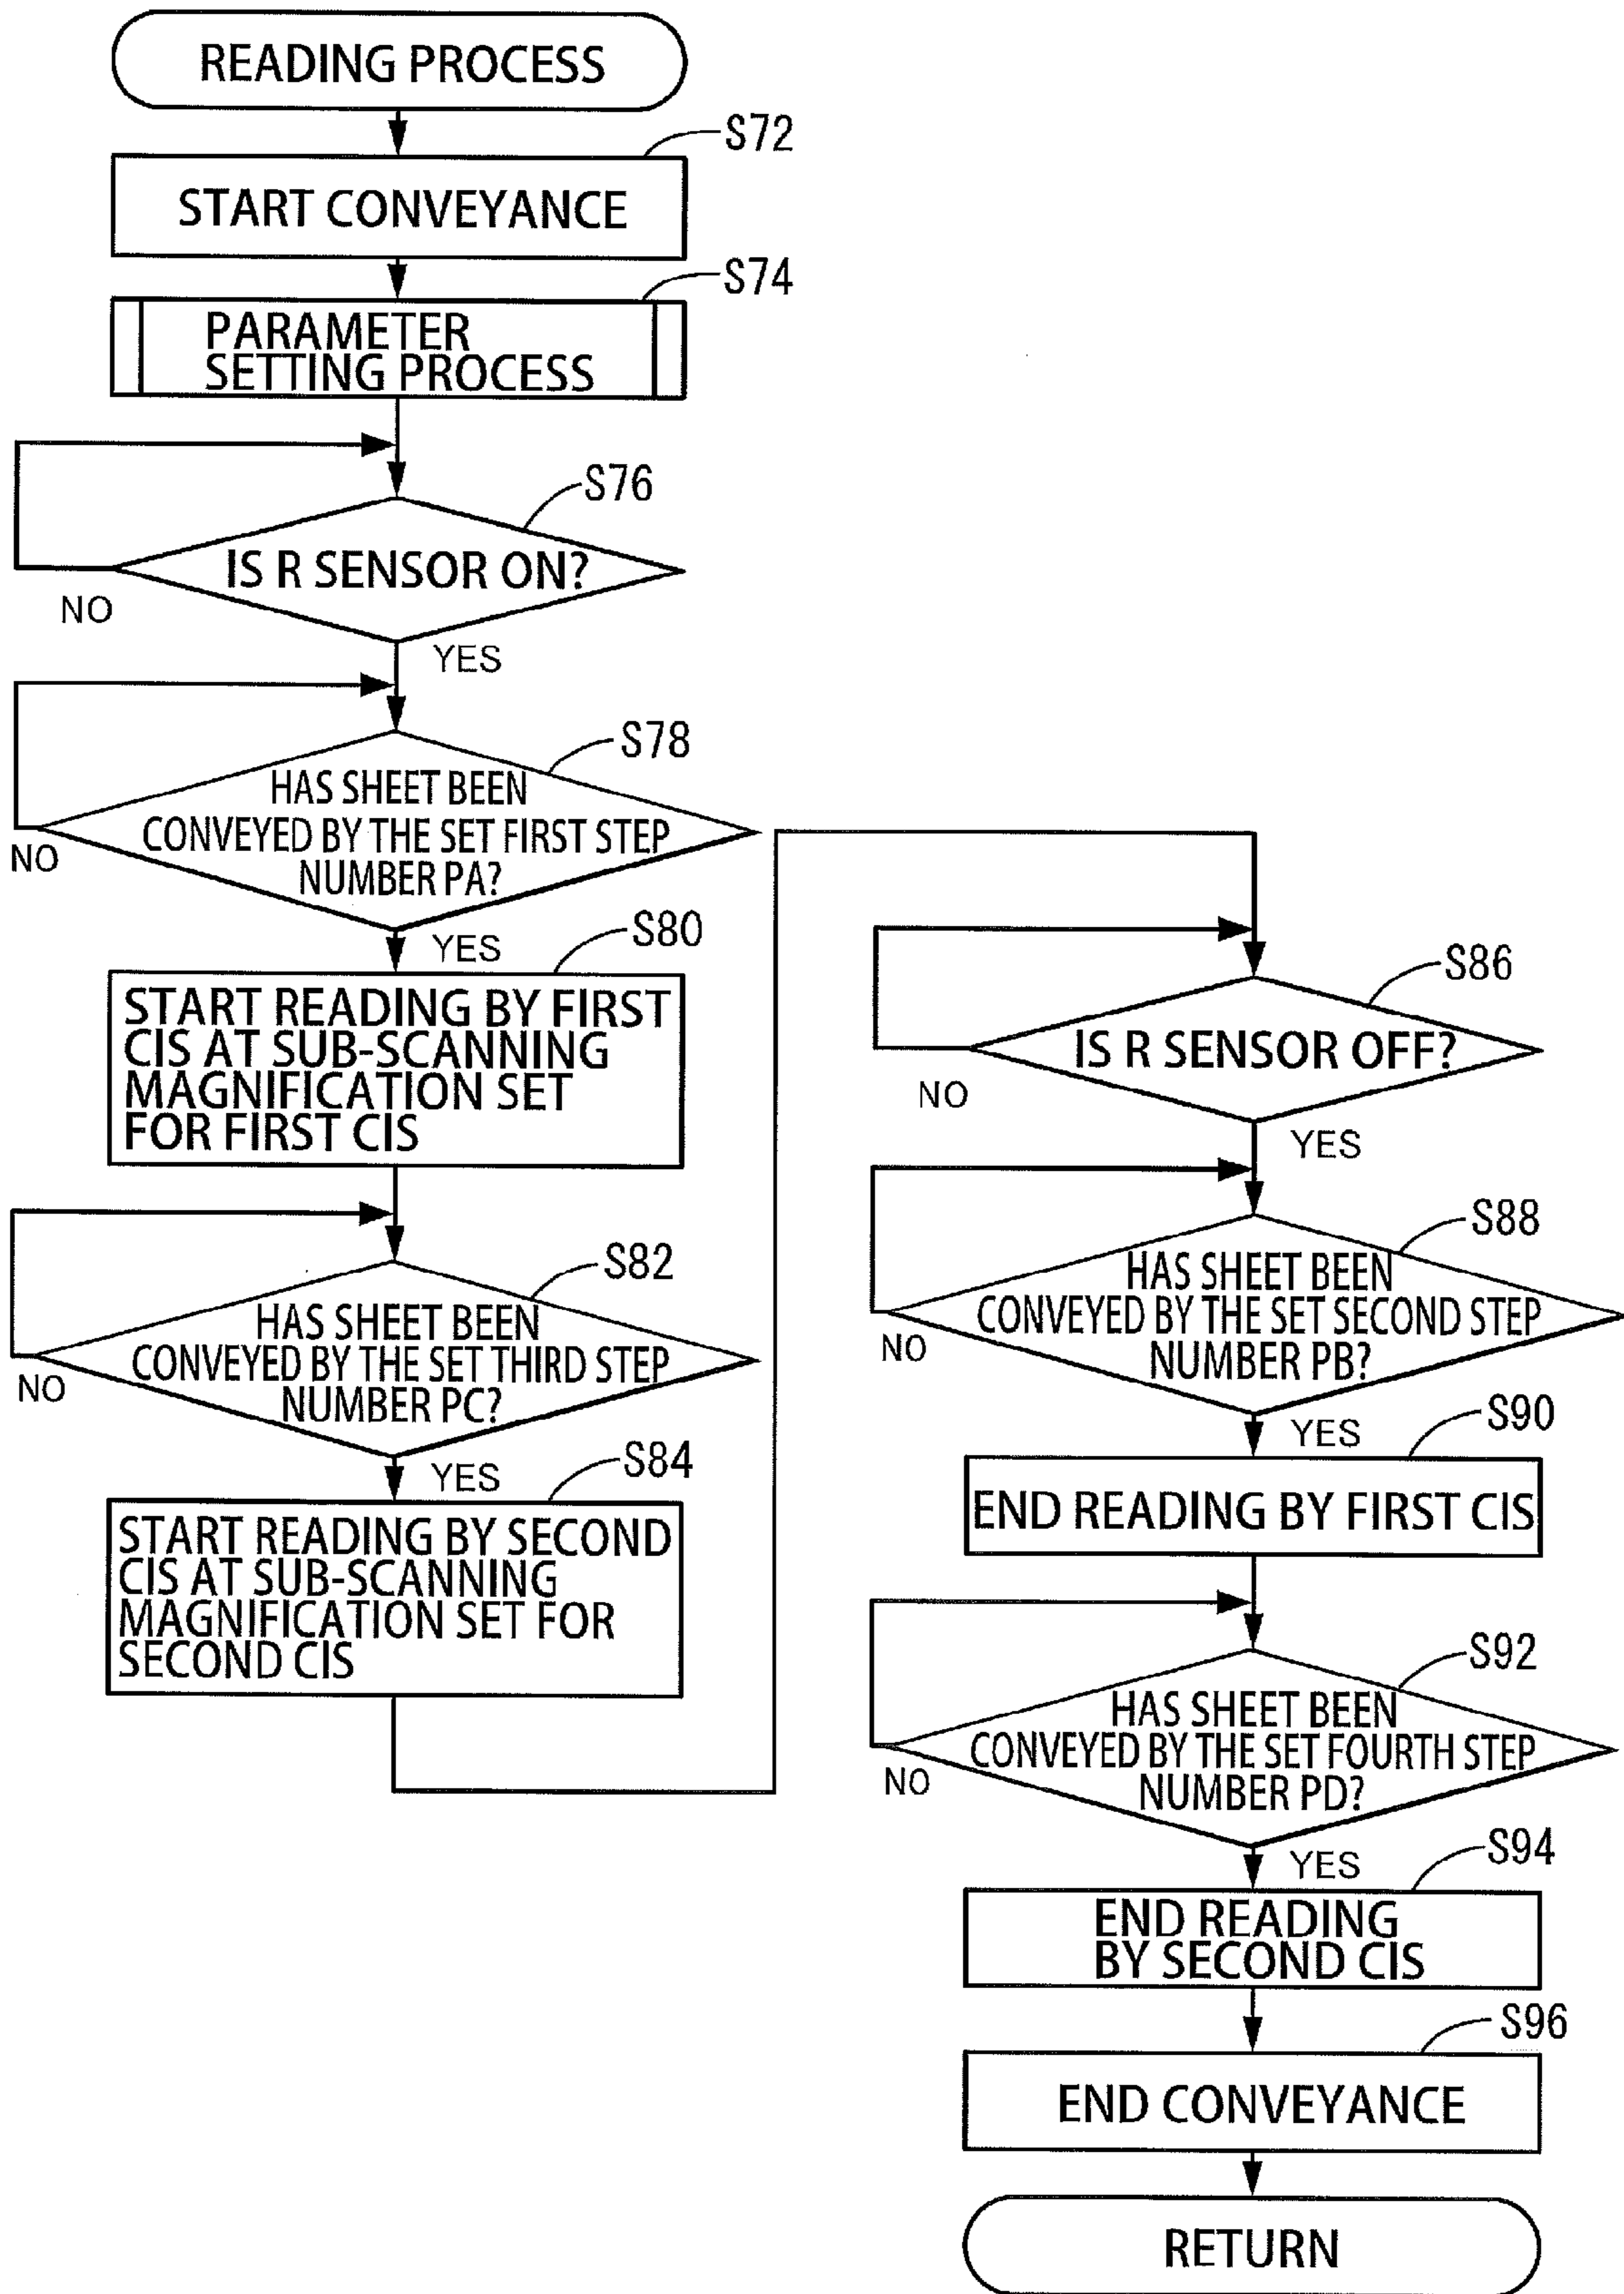 READING PROCESS
S72
START CONVEYANCE
S74
PARAMETER
SETTING PROCESS
S76
IS R SENSOR ON?
NO
YES
S78
HAS SHEET BEEN
CONVEYED BY THE SET FIRST STEP
NUMBER PA?
NO
YES
S80
START READING BY FIRST
CIS AT SUB-SCANNING
MAGNIFICATION SET
FOR FIRST CIS
S82
HAS SHEET BEEN
CONVEYED BY THE SET THIRD STEP
NUMBER PC?
NO
YES
S84
START READING BY SECOND
CIS AT SUB-SCANNING
MAGNIFICATION SET FOR
SECOND CIS
S86
IS R SENSOR OFF?
NO
YES
S88
HAS SHEET BEEN
CONVEYED BY THE SET SECOND STEP
NUMBER PB?
NO
YES
S90
END READING BY FIRST CIS
S92
HAS SHEET BEEN
CONVEYED BY THE SET FOURTH STEP
NUMBER PD?
NO
YES
S94
END READING
BY SECOND CIS
S96
END CONVEYANCE
RETURN